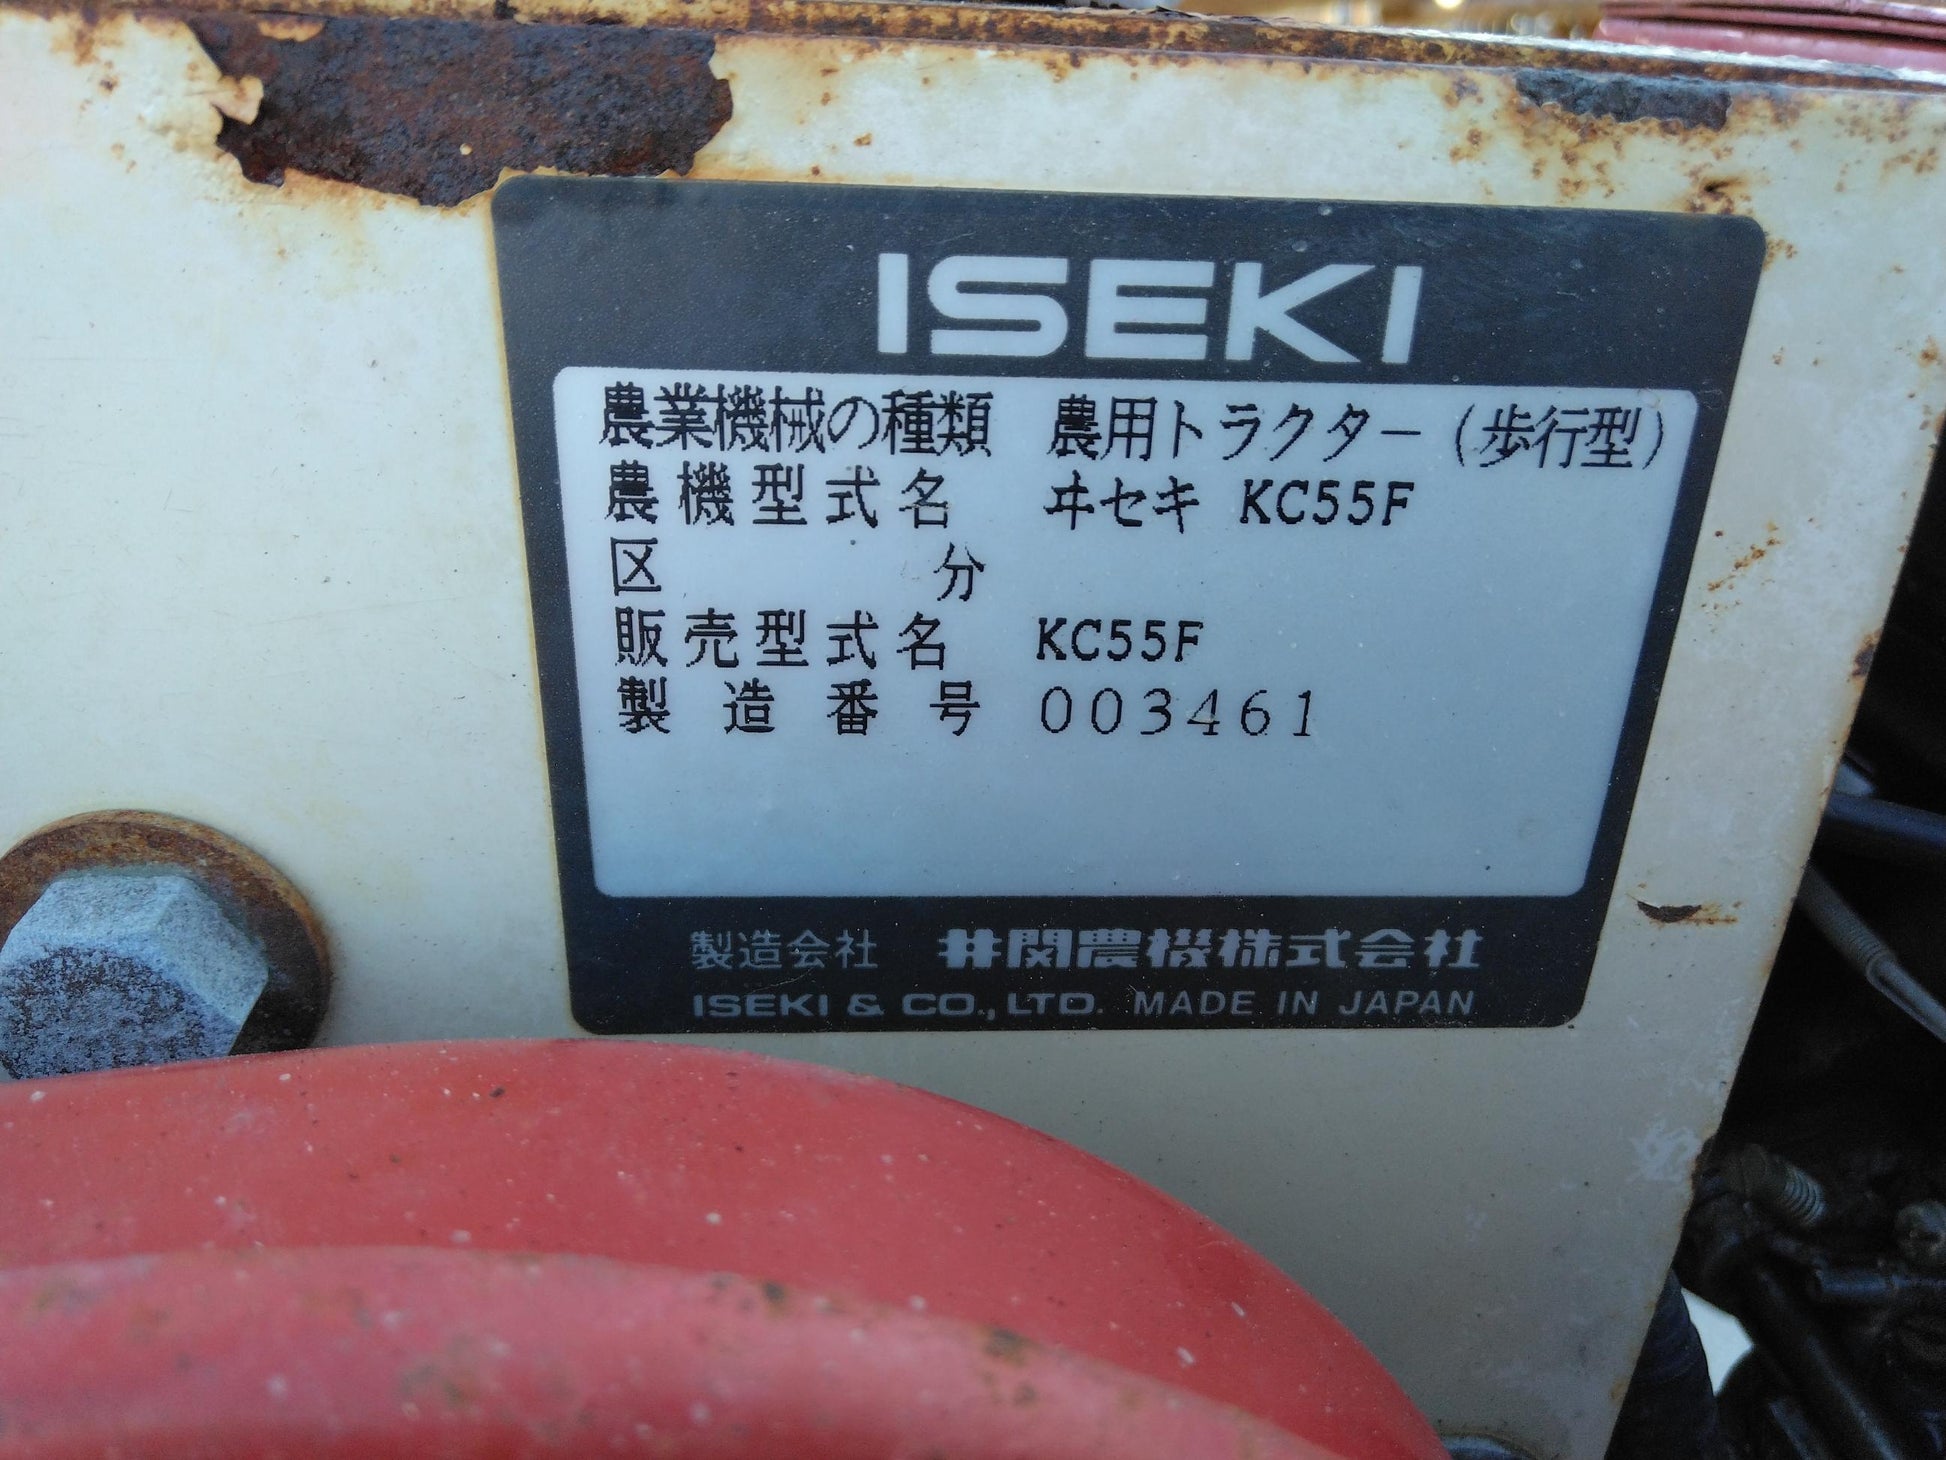 ISEKI
農業機械の種類 農用トラクター(歩行型)
農機型式名 ヰセキ KC55F
区分
販売型式名 KC55F
製造番号 003461
製造会社 井関農機株式会社
ISEKI & CO., LTD. MADE IN JAPAN